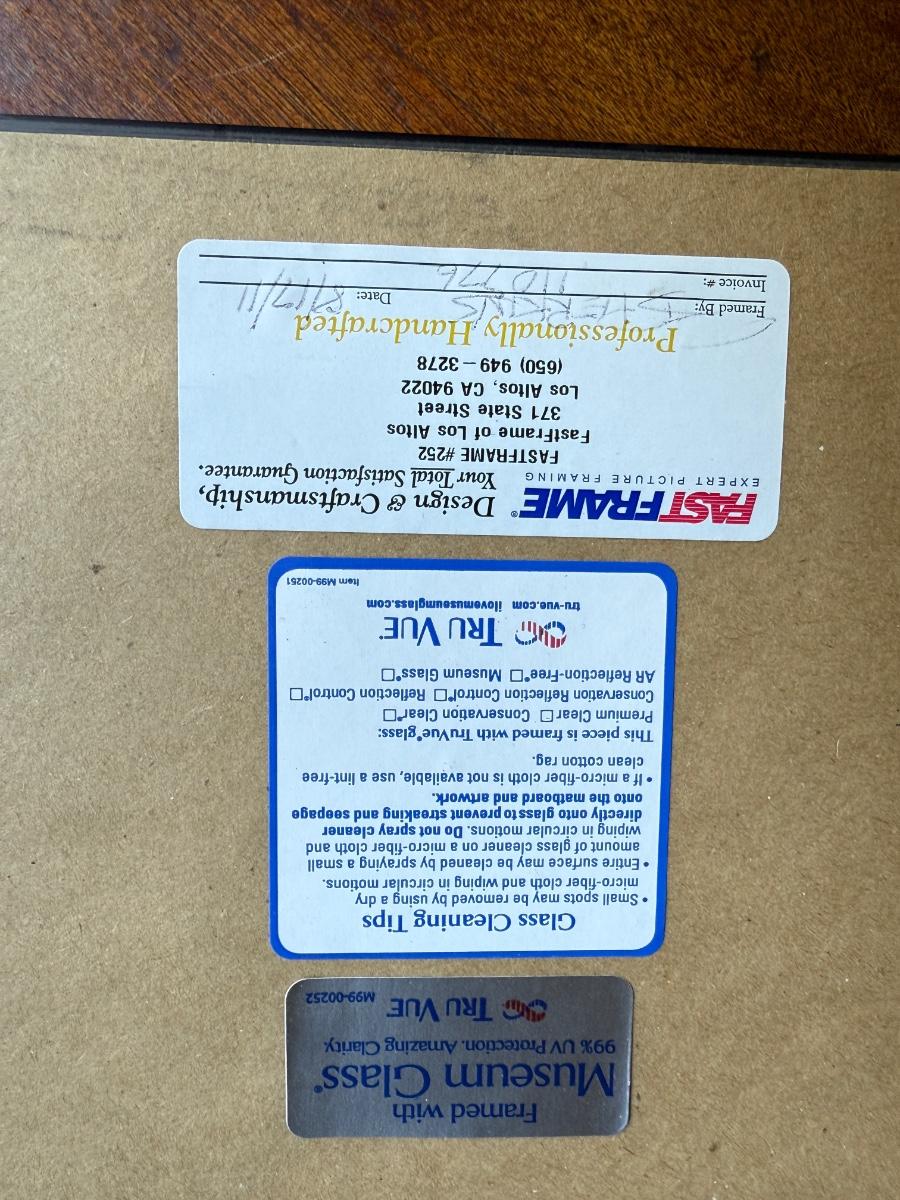 Framed with
Museum Glass®
99% UV Protection. Amazing Clarity.
TRU VUE M99-00252
Glass Cleaning Tips
• Small spots may be removed by using a dry
micro-fiber cloth and wiping in circular motions.
• Entire surface may be cleaned by spraying a small
amount of glass cleaner on a micro-fiber cloth and
wiping in circular motions. Do not spray cleaner
directly onto glass to prevent streaking and seepage
onto the matboard and artwork.
• If a micro-fiber cloth is not available, use a lint-free
clean cotton rag.
This piece is framed with TruVue® glass:
Premium Clear ☐ Conservation Clear® ☐
Conservation Reflection Control® ☐ Reflection Control® ☐
AR Reflection-Free® ☐ Museum Glass® ☐
TRU VUE®
tru-vue.com ilovemuseumglass.com
Item M99-00251
FASTFRAME® Design & Craftsmanship,
EXPERT PICTURE FRAMING Your Total Satisfaction Guarantee.
FASTFRAME #252
FastFrame of Los Altos
371 State Street
Los Altos, CA 94022
(650) 949-3278
Professionally Handcrafted
Framed By: Date: 8/17/11
Invoice #: 110776